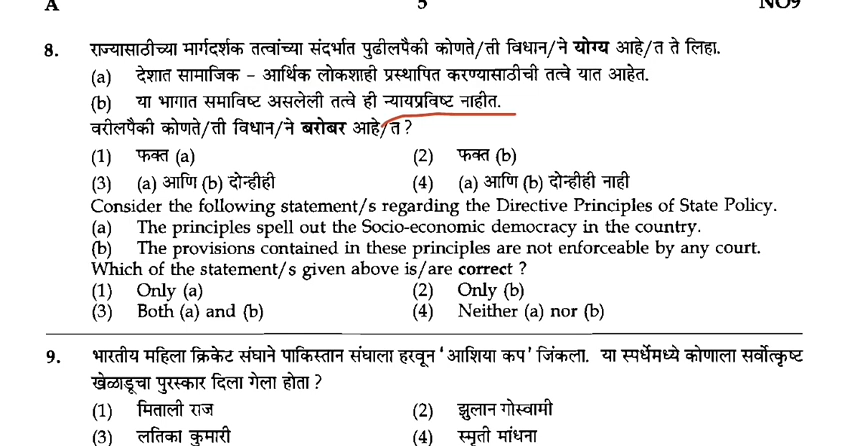 A 5 NO9
8. राज्यासाठीच्या मार्गदर्शक तत्वांच्या संदर्भात पुढीलपैकी कोणते/ती विधान/ने योग्य आहे/त ते लिहा.
(a) देशात सामाजिक - आर्थिक लोकशाही प्रस्थापित करण्यासाठीची तत्वे यात आहेत.
(b) या भागात समाविष्ट असलेली तत्वे ही न्यायप्रविष्ट नाहीत.
वरीलपैकी कोणते/ती विधान/ने बरोबर आहे/त ?
(1) फक्त (a) (2) फक्त (b)
(3) (a) आणि (b) दोन्हीही (4) (a) आणि (b) दोन्हीही नाही
Consider the following statement/s regarding the Directive Principles of State Policy.
(a) The principles spell out the Socio-economic democracy in the country.
(b) The provisions contained in these principles are not enforceable by any court.
Which of the statement/s given above is/are correct ?
(1) Only (a) (2) Only (b)
(3) Both (a) and (b) (4) Neither (a) nor (b)
9. भारतीय महिला क्रिकेट संघाने पाकिस्तान संघाला हरवून 'आशिया कप' जिंकला. या स्पर्धेमध्ये कोणाला सर्वोत्कृष्ट
खेळाडूचा पुरस्कार दिला गेला होता ?
(1) मिताली राज (2) झुलान गोस्वामी
(3) लतिका कुमारी (4) स्मृती मांधना